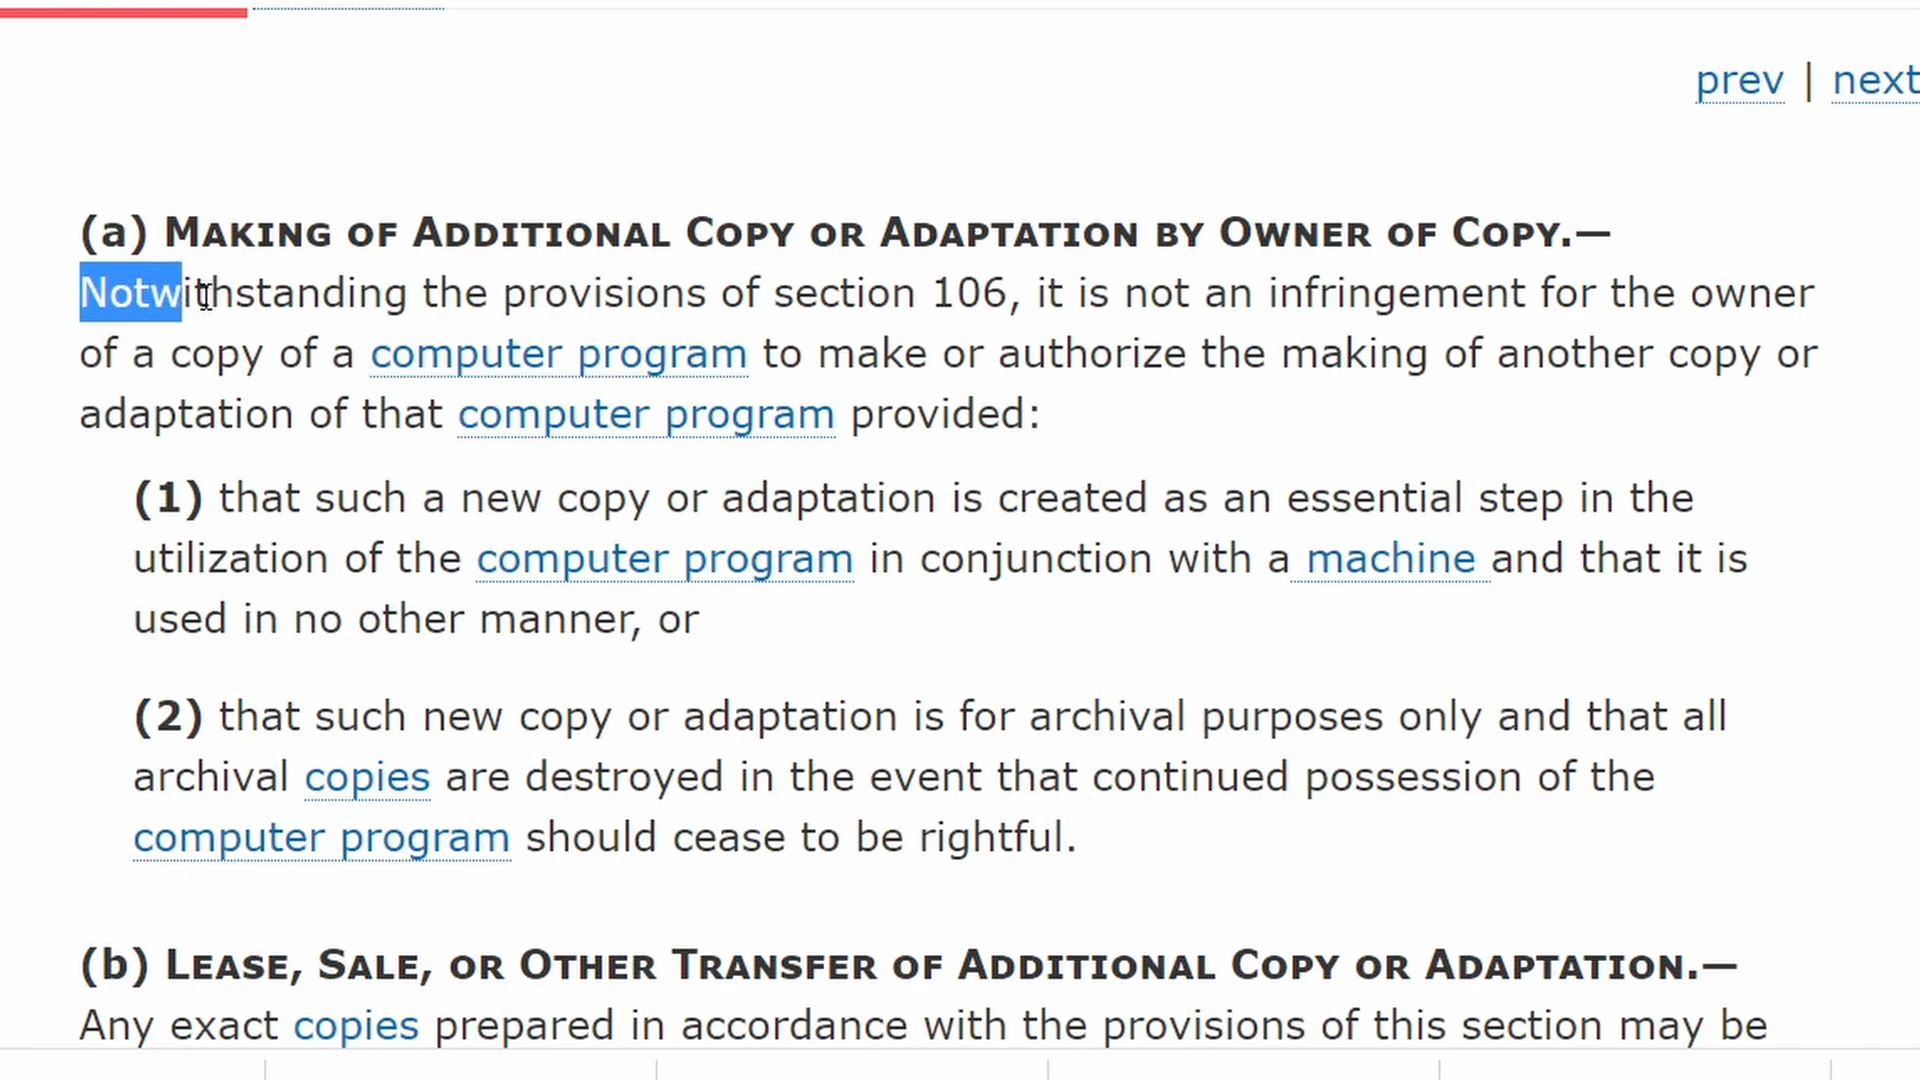 prev | next
(a) Making of Additional Copy or Adaptation by Owner of Copy.—
Notwithstanding the provisions of section 106, it is not an infringement for the owner
of a copy of a computer program to make or authorize the making of another copy or
adaptation of that computer program provided:
(1) that such a new copy or adaptation is created as an essential step in the
utilization of the computer program in conjunction with a machine and that it is
used in no other manner, or
(2) that such new copy or adaptation is for archival purposes only and that all
archival copies are destroyed in the event that continued possession of the
computer program should cease to be rightful.
(b) Lease, Sale, or Other Transfer of Additional Copy or Adaptation.—
Any exact copies prepared in accordance with the provisions of this section may be